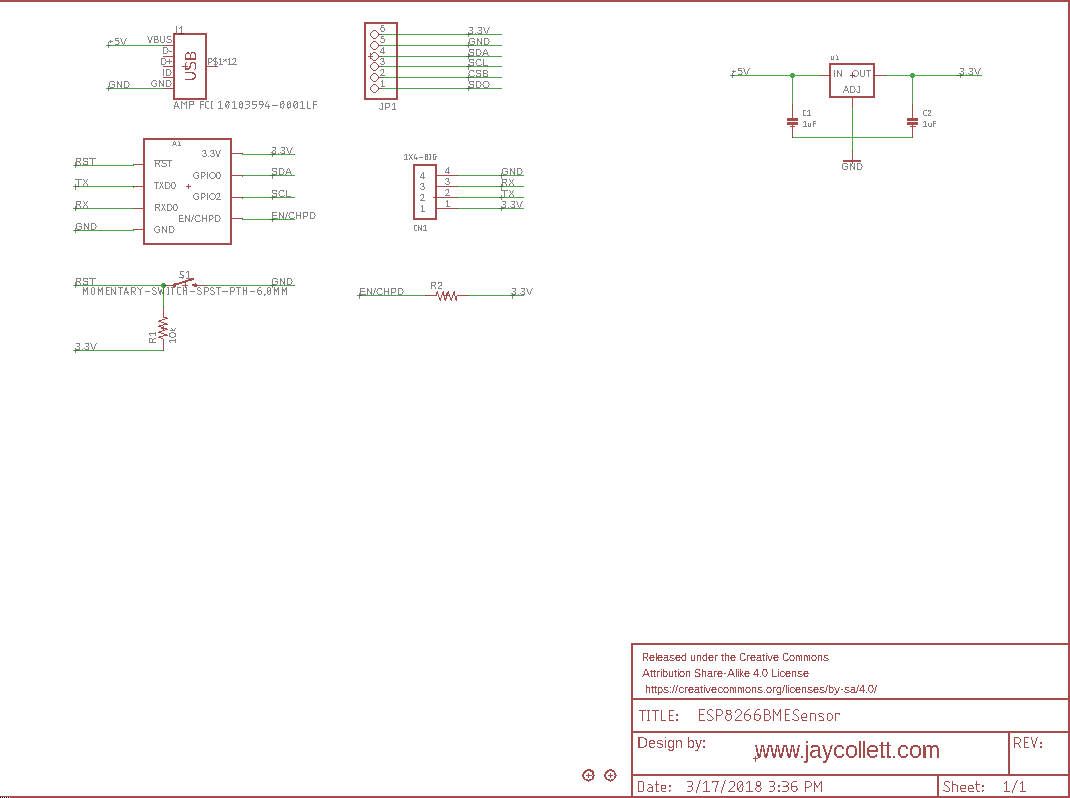 J1
+5V
VBUS
D-
D+
ID
GND
GND
USB
P$1*12
AMP FCI 10103594-0001LF
6
5
4
3
2
1
3.3V
GND
SDA
SCL
CSB
SDO
JP1
+5V
U1
IN
OUT
ADJ
3.3V
C1
1uF
C2
1uF
GND
A1
RST
TX
RX
GND
RST
TXD0
RXD0
GND
3.3V
GPIO0
GPIO2
EN/CHPD
3.3V
SDA
SCL
EN/CHPD
1X4-BIG
4
3
2
1
4
3
2
1
GND
RX
TX
3.3V
CN1
RST
S1
GND
MOMENTARY-SWITCH-SPST-PTH-6.0MM
R1
10k
3.3V
EN/CHPD
R2
3.3V
Released under the Creative Commons
Attribution Share-Alike 4.0 License
https://creativecommons.org/licenses/by-sa/4.0/
TITLE: ESP8266BMESensor
Design by:
www.jaycollett.com
REV:
Date: 3/17/2018 3:36 PM
Sheet: 1/1